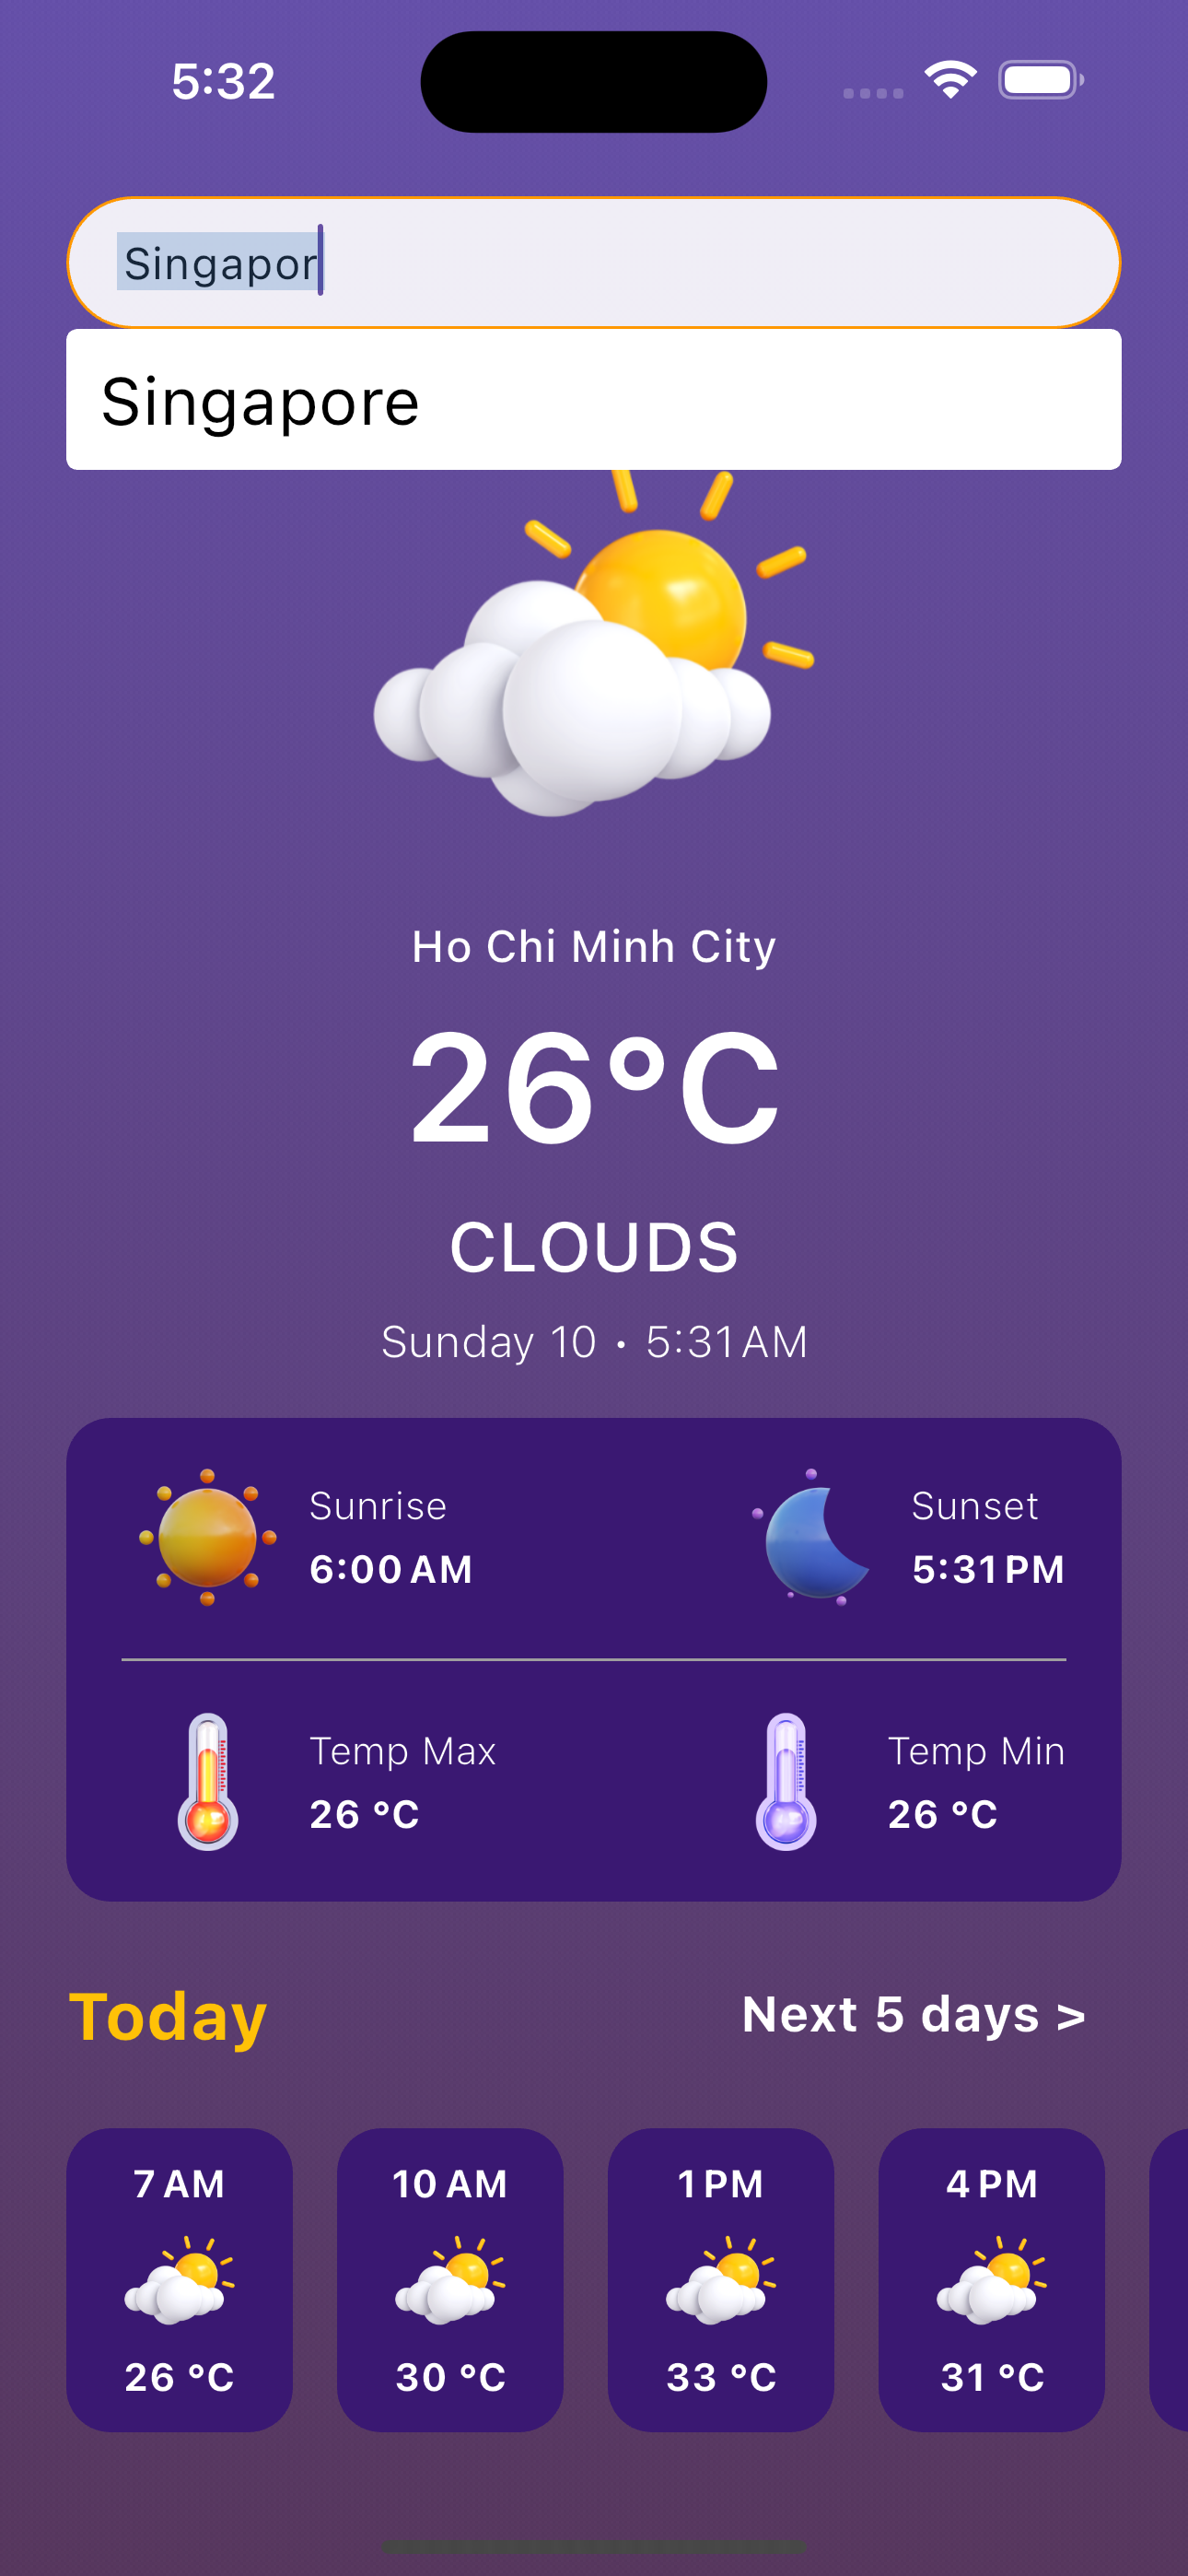 5:32
Singapor
Singapore
Ho Chi Minh City
26°C
CLOUDS
Sunday 10 • 5:31 AM
Sunrise
6:00 AM
Sunset
5:31 PM
Temp Max
26 °C
Temp Min
26 °C
Today
Next 5 days >
7 AM
10 AM
1 PM
4 PM
26 °C
30 °C
33 °C
31 °C